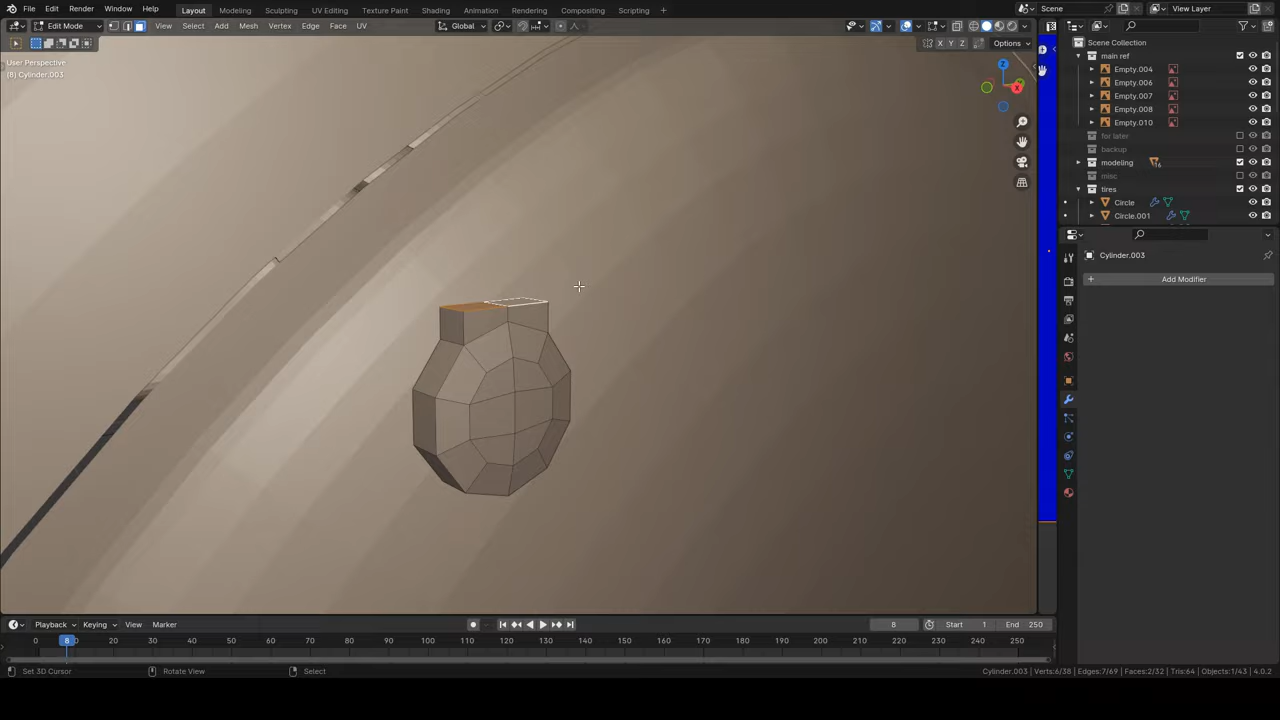 File Edit Render Window Help Layout Modeling Sculpting UV Editing Texture Paint Shading Animation Rendering Compositing Geometry Nodes Scripting + Scene View Layer
Edit Mode View Select Add Mesh Vertex Edge Face UV Global
X Y Z Options
User Perspective
(8) Cylinder.003
Z
X
Scene Collection
main ref
Empty.004
Empty.006
Empty.007
Empty.008
Empty.010
for later
backup
modeling 16
misc
tires
Circle
Circle.001
Cylinder.003
+ Add Modifier
Playback Keying View Marker 8 Start 1 End 250
0 8 20 30 40 50 60 70 80 90 100 110 120 130 140 150 160 170 180 190 200 210 220 230 240 250
Set 3D Cursor Rotate View Select Cylinder.003 | Verts:6/38 | Edges:7/69 | Faces:2/32 | Tris:64 | Objects:1/43 | 4.0.2